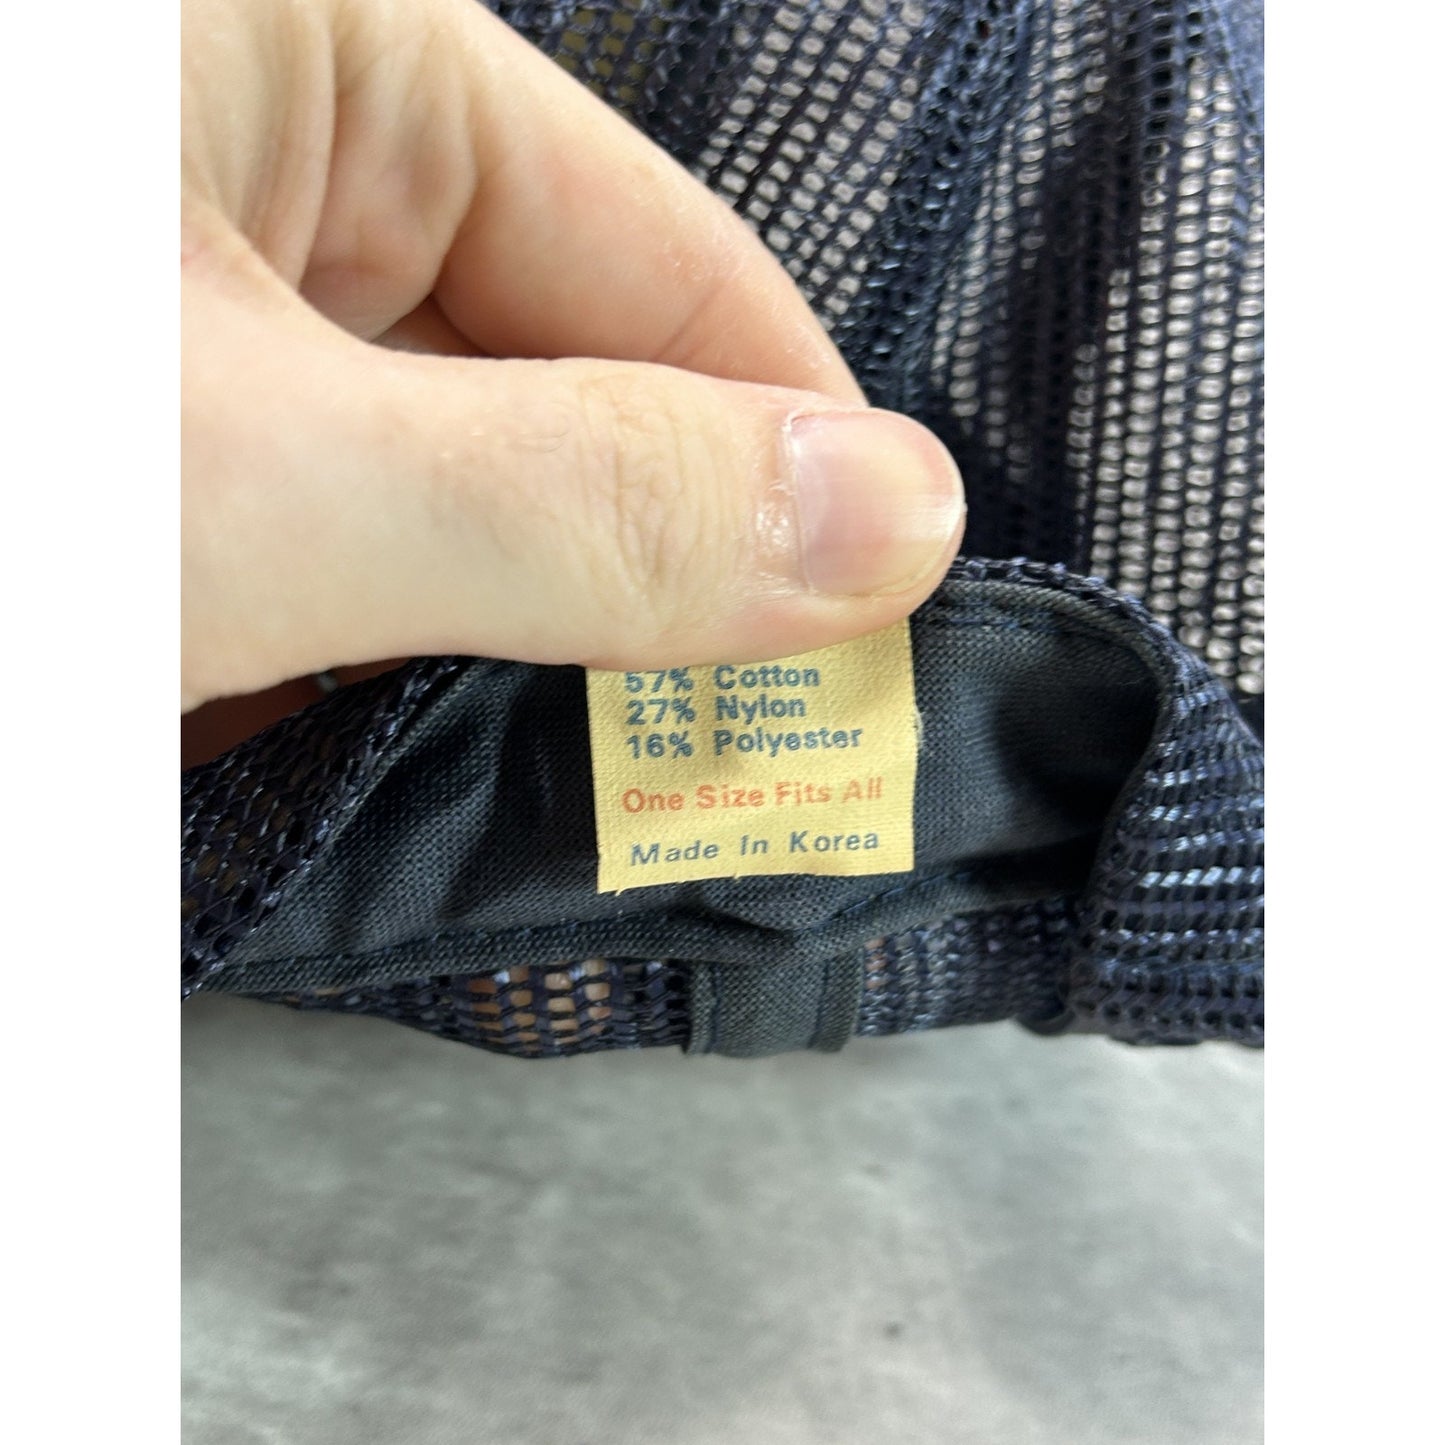 57% Cotton
27% Nylon
16% Polyester
One Size Fits All
Made In Korea